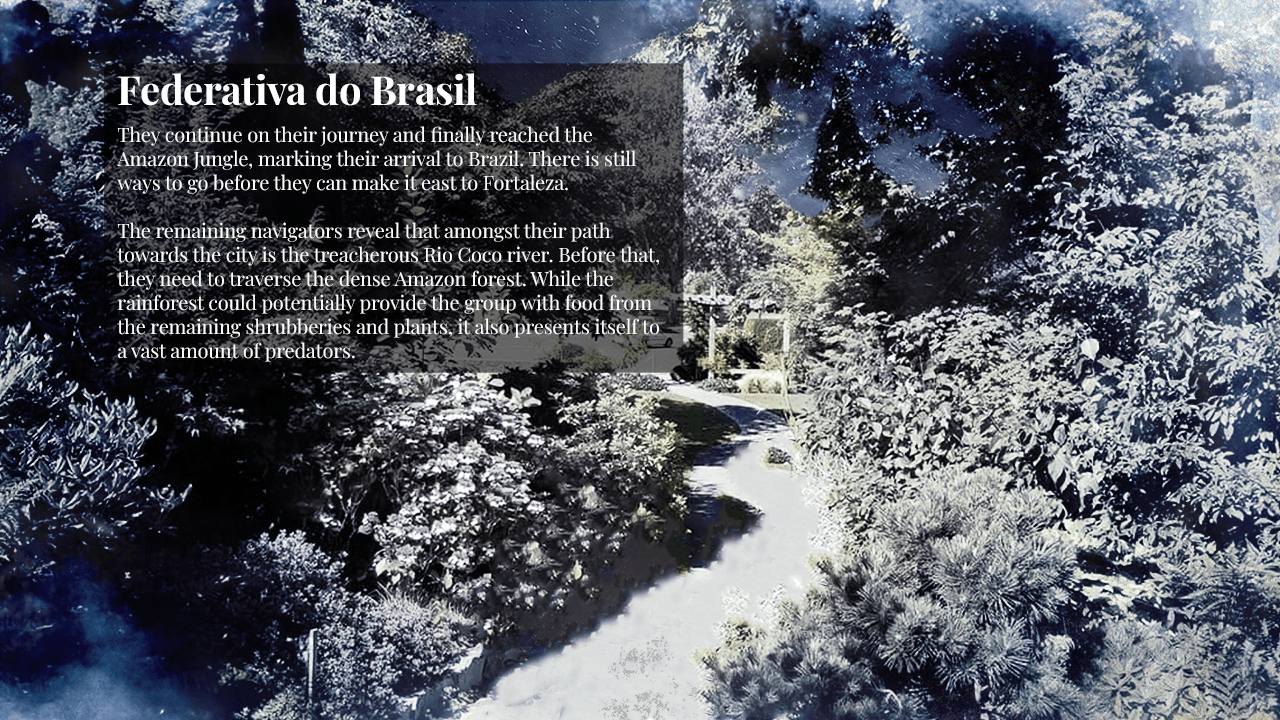 Federativa do Brasil
They continue on their journey and finally reached the
Amazon Jungle, marking their arrival to Brazil. There is still
ways to go before they can make it east to Fortaleza.
The remaining navigators reveal that amongst their path
towards the city is the treacherous Rio Coco river. Before that,
they need to traverse the dense Amazon forest. While the
rainforest could potentially provide the group with food from
the remaining shrubberies and plants, it also presents itself to
a vast amount of predators.